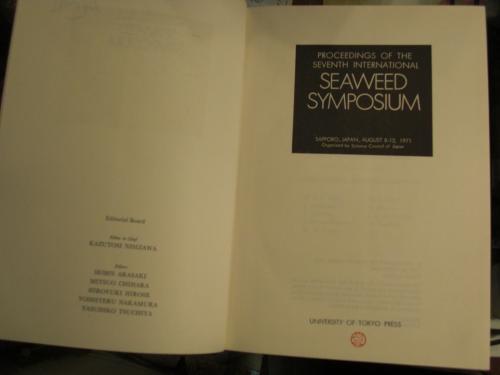 Editorial Board
Editor in Chief
KAZUTOSI NISIZAWA
Editors
SEIBIN ARASAKI
MITSUO CHIHARA
HIROYUKI HIROSE
YOSHITERU NAKAMURA
YASUHIKO TSUCHIYA
PROCEEDINGS OF THE
SEVENTH INTERNATIONAL
SEAWEED
SYMPOSIUM
SAPPORO, JAPAN, AUGUST 8-12, 1971
Organized by Science Council of Japan
UNIVERSITY OF TOKYO PRESS